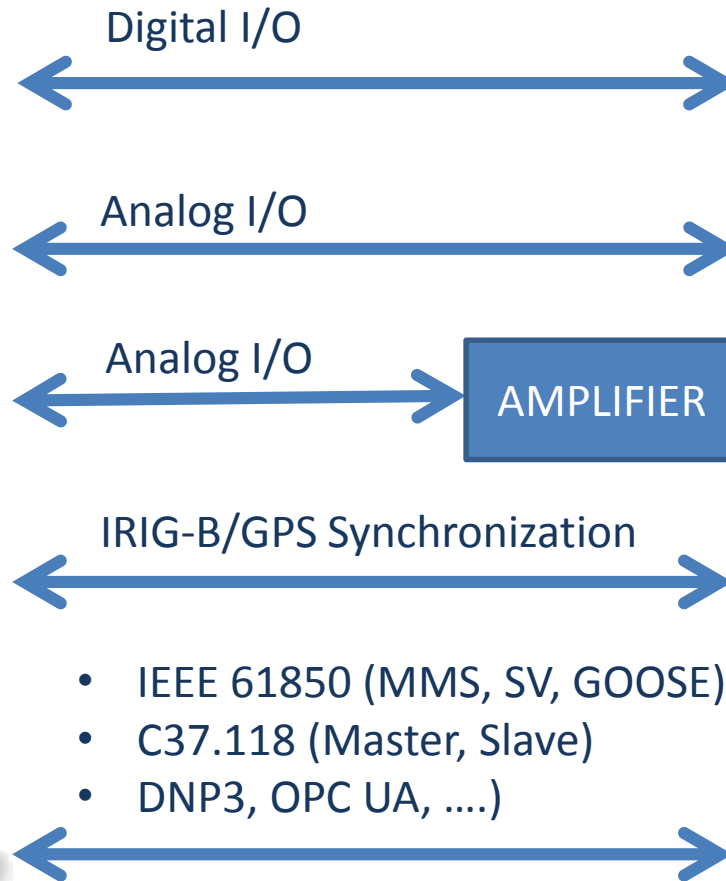 Digital I/O
Analog I/O
Analog I/O
AMPLIFIER
IRIG-B/GPS Synchronization
• IEEE 61850 (MMS, SV, GOOSE)
• C37.118 (Master, Slave)
• DNP3, OPC UA, ....)